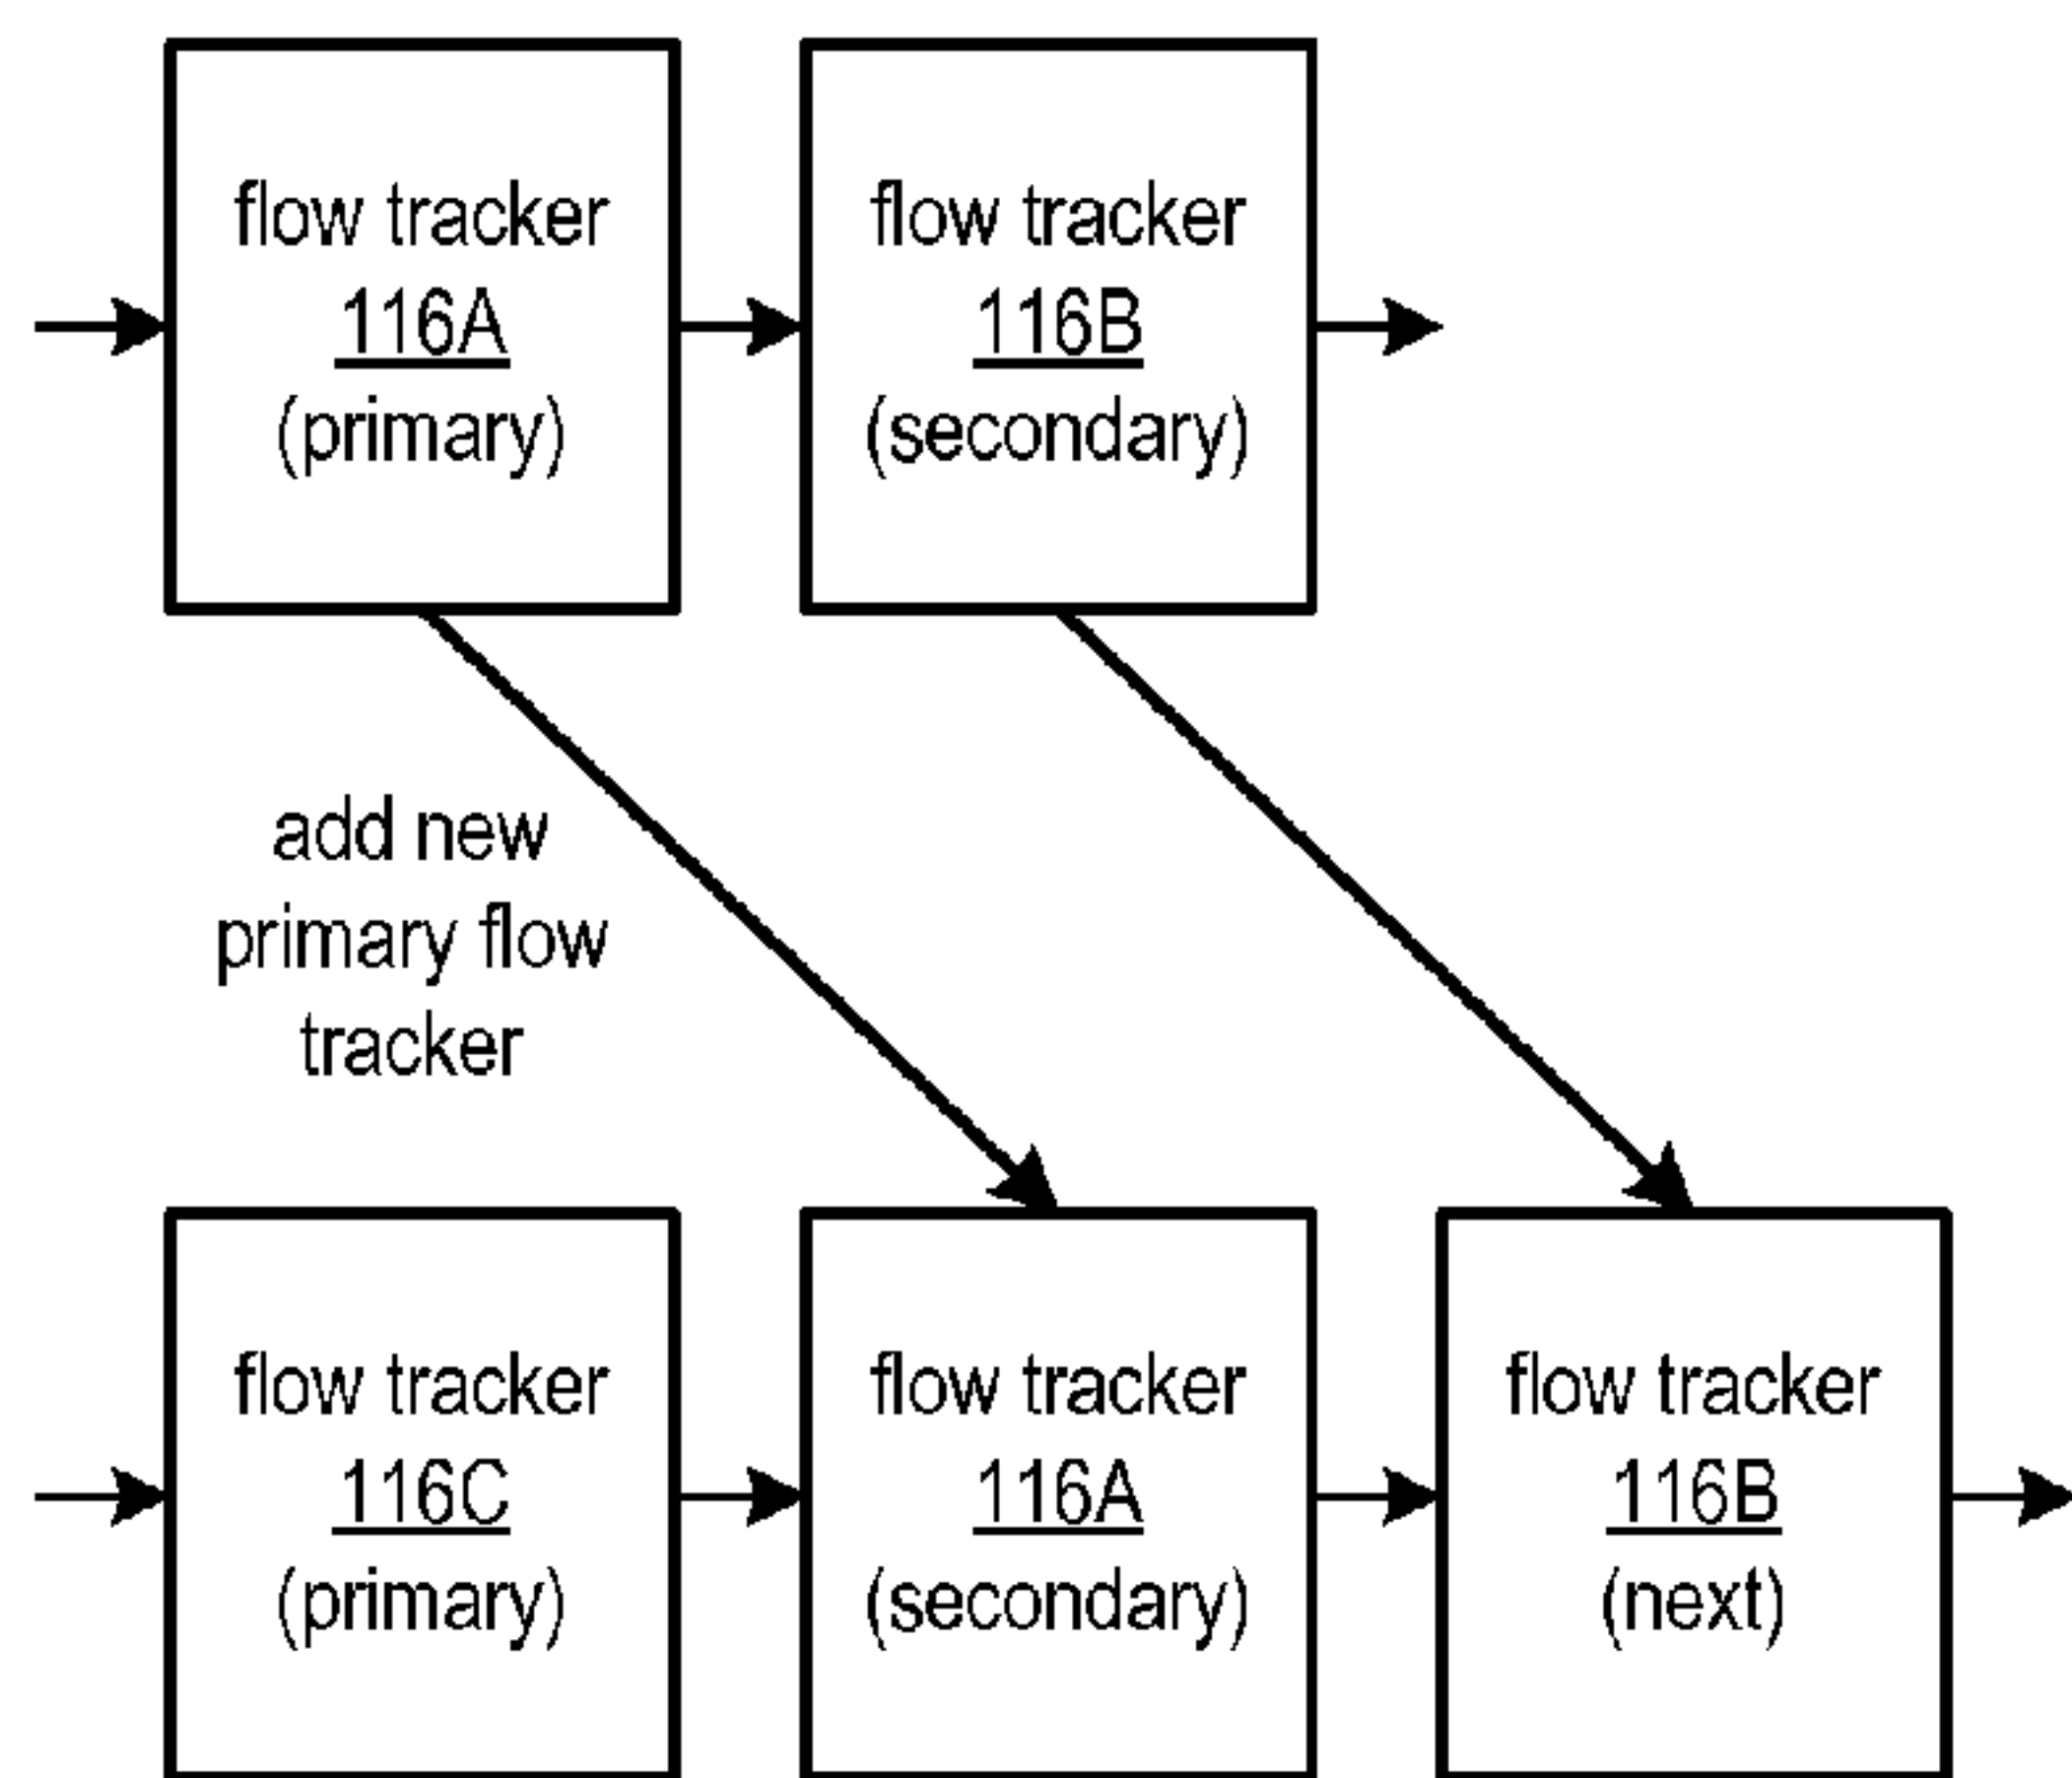 flow tracker
116A
(primary)
flow tracker
116B
(secondary)
add new
primary flow
tracker
flow tracker
116C
(primary)
flow tracker
116A
(secondary)
flow tracker
116B
(next)